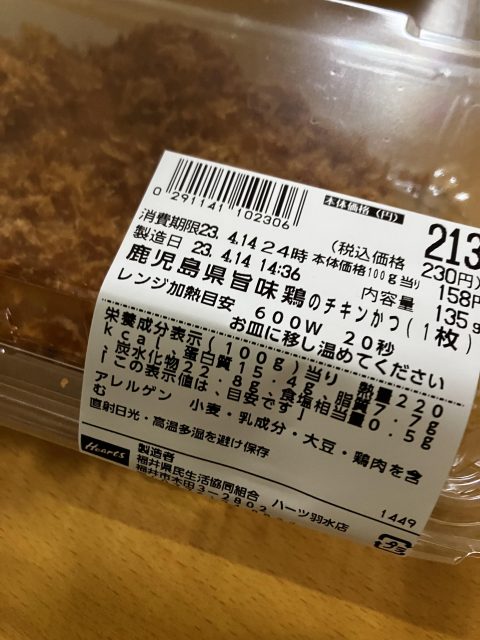 0 291141 102306
本体価格(円)
213
消費期限23. 4.14 24時
(税込価格 230円)
製造日 23. 4.14 14:36
本体価格100g当り 158円
内容量 135g
鹿児島県旨味鶏のチキンかつ(1枚)
レンジ加熱目安 600W 20秒
お皿に移し温めてください
栄養成分表示(100g)当り 熱量220
kcal、蛋白質15.4g、脂質7.7g
、炭水化物22.8g、食塩相当量0.5g
[この表示値は、目安です]
アレルゲン 小麦・乳成分・大豆・鶏肉を含
む
直射日光・高温多湿を避け保存
Hearts
製造者
福井県民生活協同組合 ハーツ羽水店
福井市木田3-2802
1449
プラ